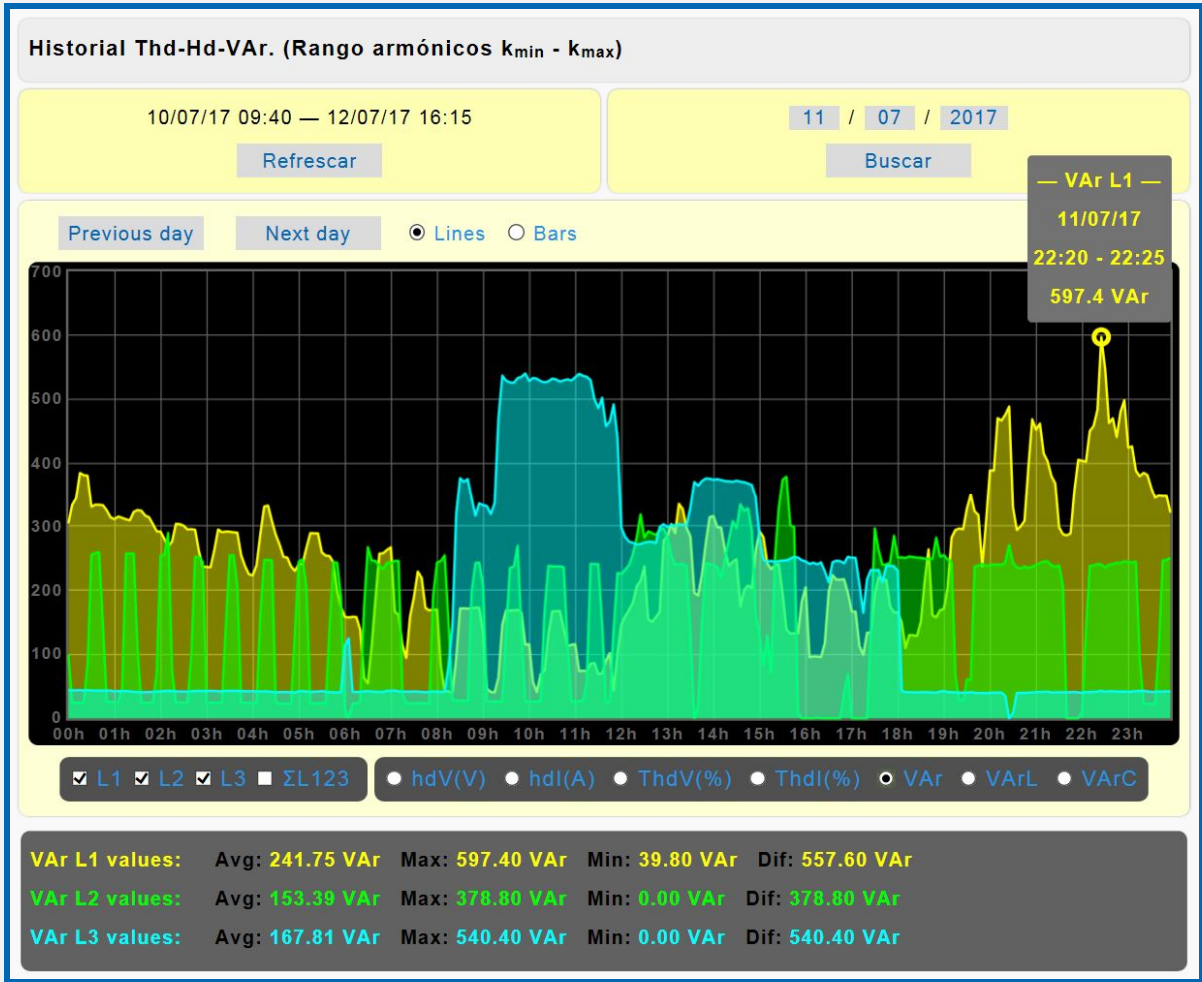 Historial Thd-Hd-VAr. (Rango armónicos kmin - kmax)
10/07/17 09:40 — 12/07/17 16:15
Refrescar
11 / 07 / 2017
Buscar
— VAr L1 —
11/07/17
22:20 - 22:25
597.4 VAr
Previous day
Next day
Lines
Bars
700
600
500
400
300
200
100
0
00h 01h 02h 03h 04h 05h 06h 07h 08h 09h 10h 11h 12h 13h 14h 15h 16h 17h 18h 19h 20h 21h 22h 23h
L1 L2 L3 ΣL123
hdV(V) hdI(A) ThdV(%) ThdI(%) VAr VArL VArC
VAr L1 values: Avg: 241.75 VAr Max: 597.40 VAr Min: 39.80 VAr Dif: 557.60 VAr
VAr L2 values: Avg: 153.39 VAr Max: 378.80 VAr Min: 0.00 VAr Dif: 378.80 VAr
VAr L3 values: Avg: 167.81 VAr Max: 540.40 VAr Min: 0.00 VAr Dif: 540.40 VAr